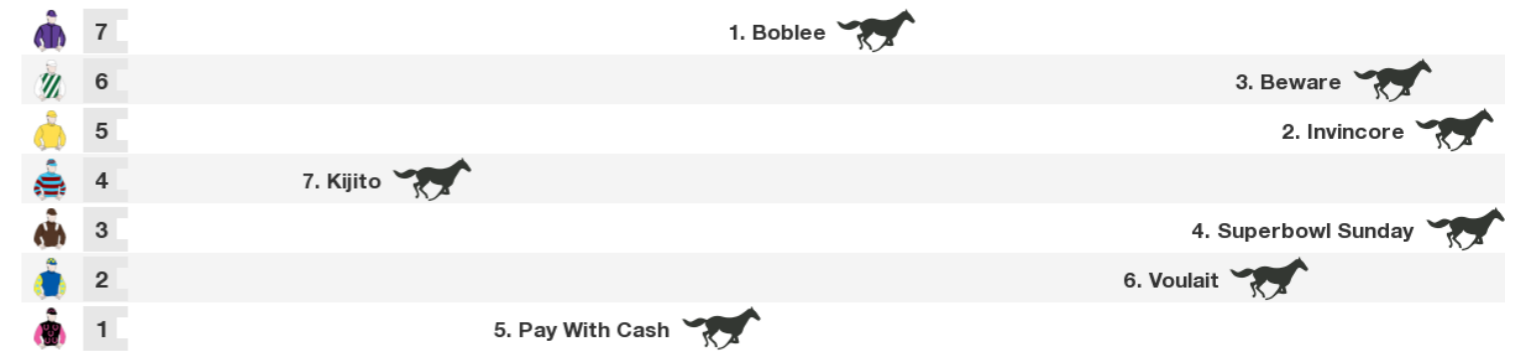 7 1. Boblee
6 3. Beware
5 2. Invincore
4 7. Kijito
3 4. Superbowl Sunday
2 6. Voulait
1 5. Pay With Cash